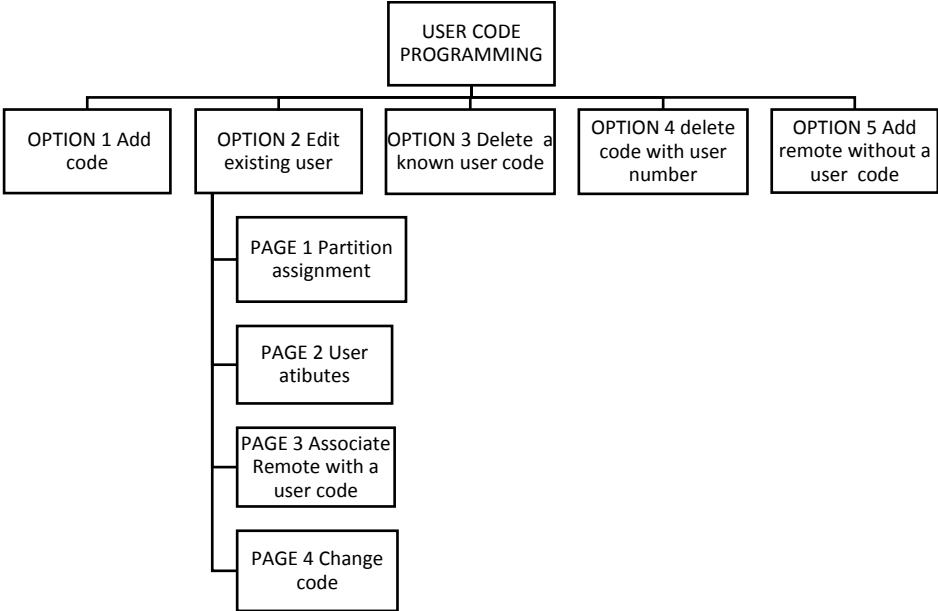 USER CODE
PROGRAMMING
OPTION 1 Add
code
OPTION 2 Edit
existing user
OPTION 3 Delete a
known user code
OPTION 4 delete
code with user
number
OPTION 5 Add
remote without a
user code
PAGE 1 Partition
assignment
PAGE 2 User
atibutes
PAGE 3 Associate
Remote with a
user code
PAGE 4 Change
code